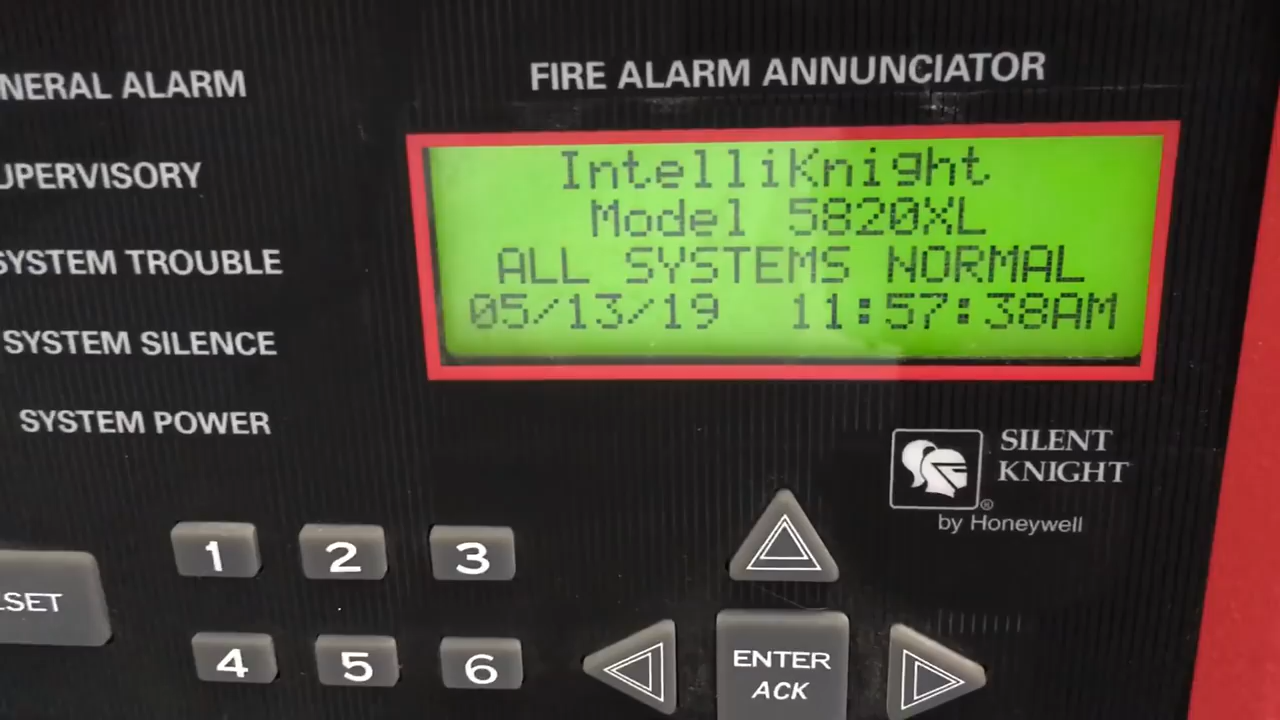 NERAL ALARM
UPERVISORY
SYSTEM TROUBLE
SYSTEM SILENCE
SYSTEM POWER
FIRE ALARM ANNUNCIATOR
IntelliKnight
Model 5820XL
ALL SYSTEMS NORMAL
05/13/19 11:57:38AM
SILENT
KNIGHT
®
by Honeywell
1 2 3
SET
4 5 6
ENTER
ACK